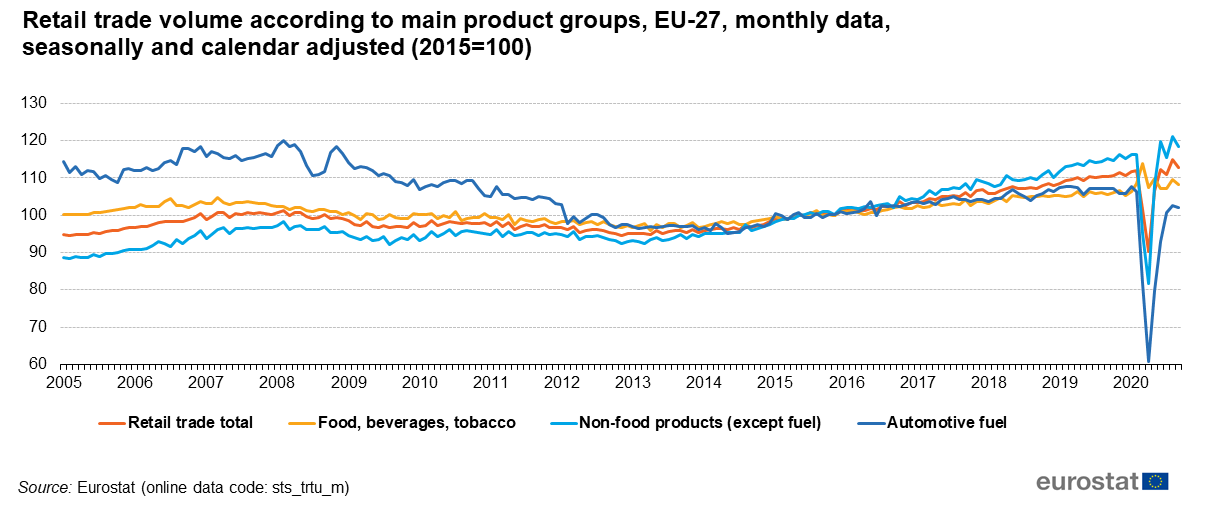 Retail trade volume according to main product groups, EU-27, monthly data,
seasonally and calendar adjusted (2015=100)
130
120
110
100
90
80
70
60
2005 2006 2007 2008 2009 2010 2011 2012 2013 2014 2015 2016 2017 2018 2019 2020
Retail trade total Food, beverages, tobacco Non-food products (except fuel) Automotive fuel
Source: Eurostat (online data code: sts_trtu_m)
eurostat